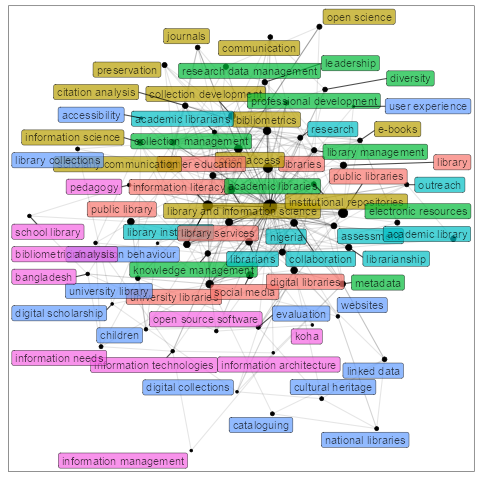 open science
journals
communication
leadership
preservation
research data management
diversity
citation analysis
collection development
professional development
user experience
accessibility
academic librarians
bibliometrics
research
e-books
information science
collection management
library management
library collections
communication
er education
access
libraries
library
public libraries
pedagogy
information literacy
academic libraries
outreach
public library
library and information science
institutional repositories
electronic resources
school library
library inst
library services
nigeria
assessm
academic library
bibliometric analysis
n behaviour
librarians
collaboration
librarianship
bangladesh
knowledge management
university library
university libraries
social media
digital libraries
metadata
digital scholarship
open source software
evaluation
websites
children
koha
information needs
information technologies
information architecture
linked data
digital collections
cultural heritage
cataloguing
national libraries
information management